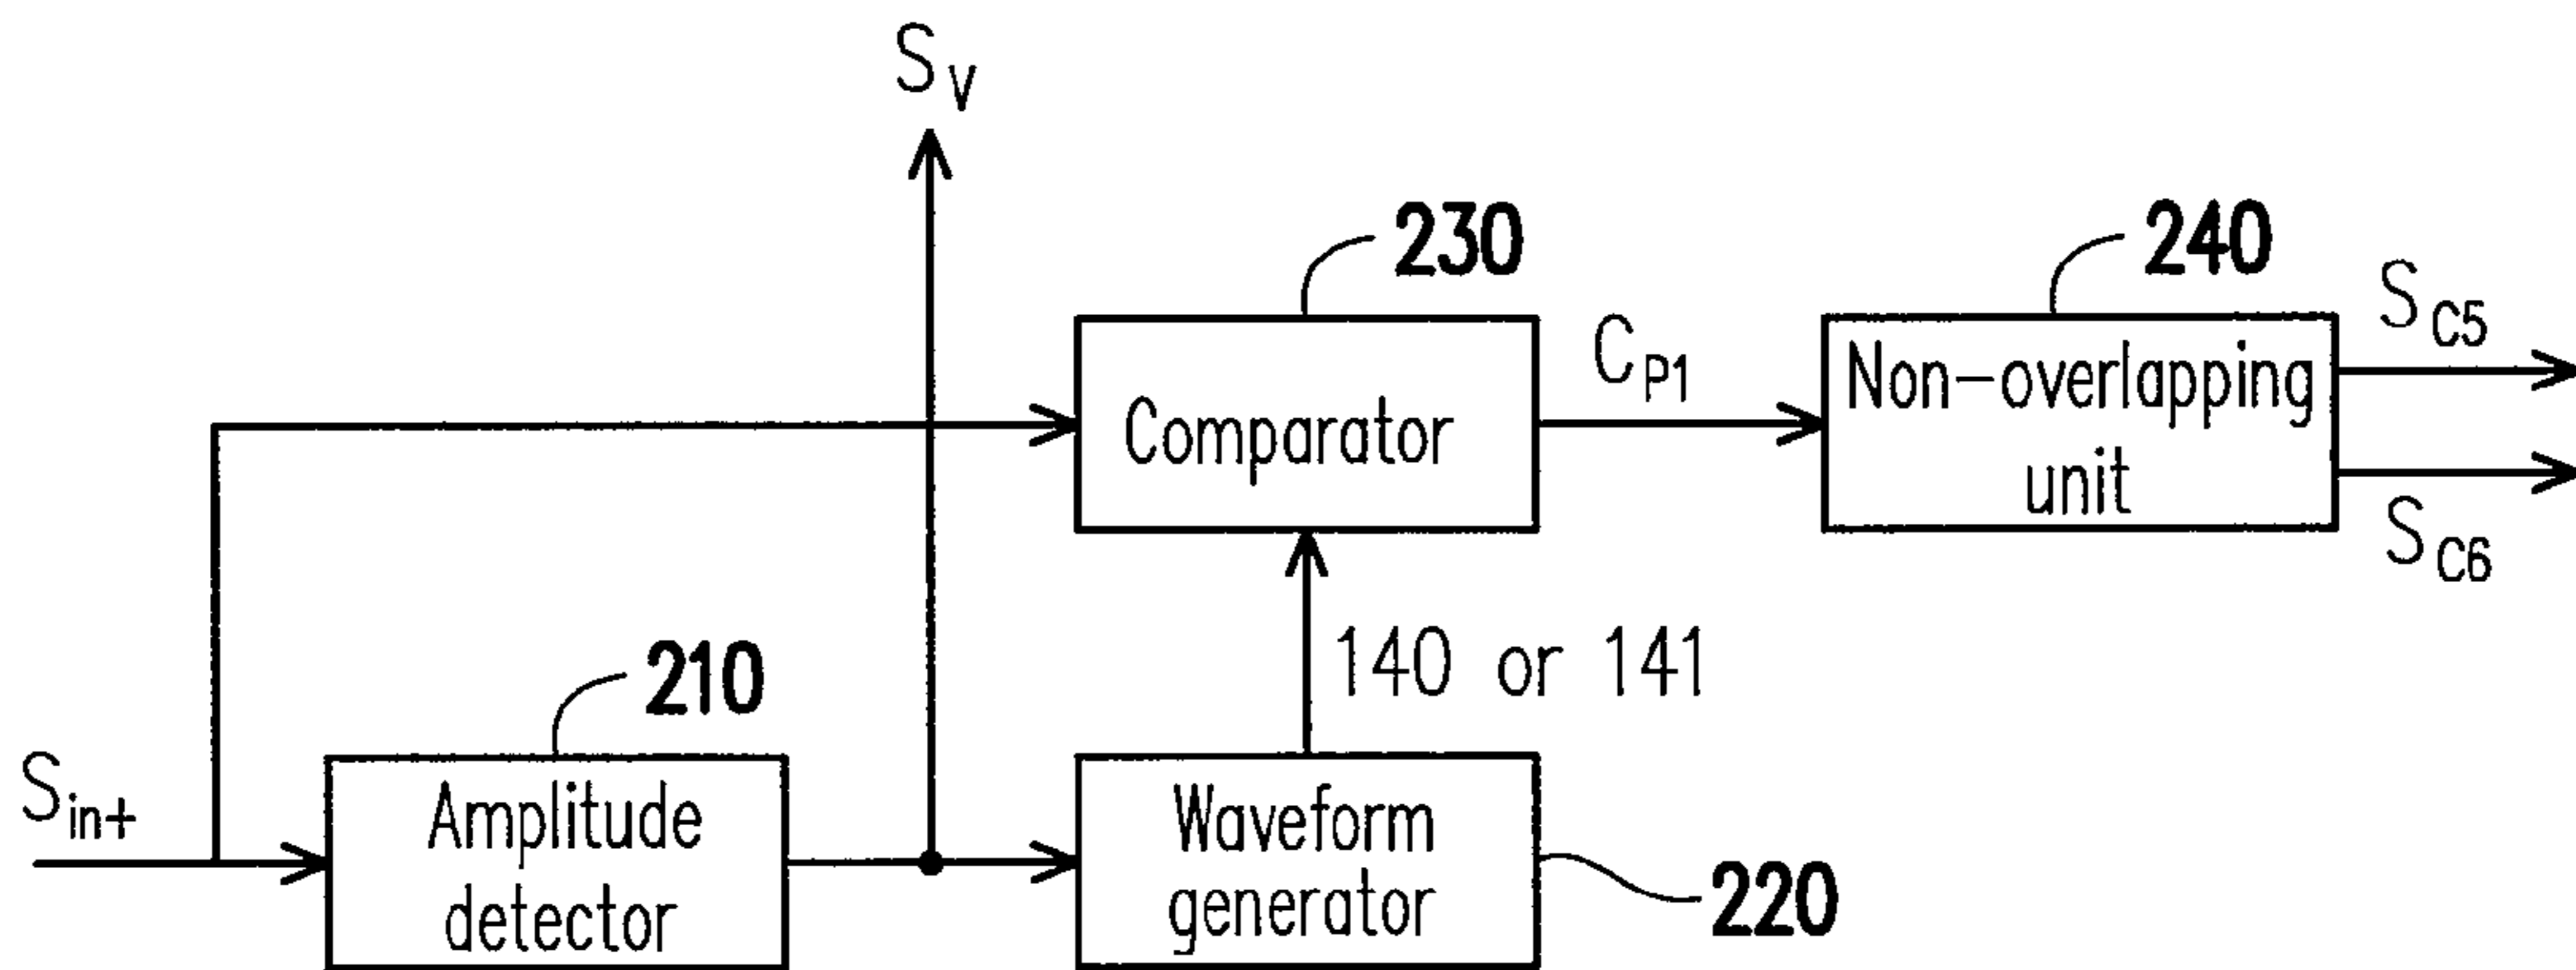 S_V
230
240
S_C5
C_P1
Comparator
Non-overlapping
unit
S_C6
140 or 141
210
S_in+
Amplitude
detector
Waveform
generator
220